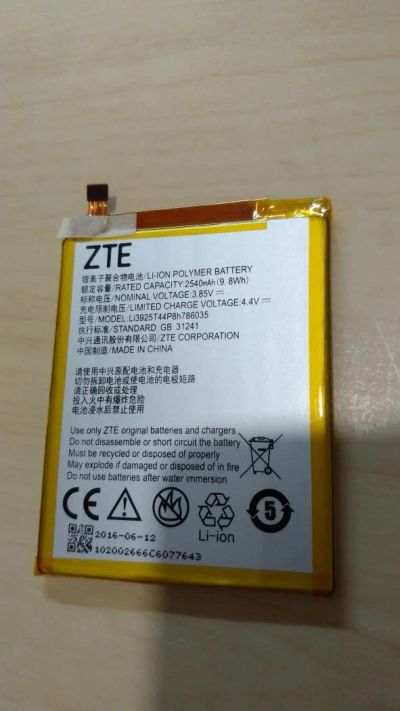 ZTE
锂离子聚合物电池/LI-ION POLYMER BATTERY
额定容量/RATED CAPACITY:2540mAh(9.8Wh)
标称电压/NOMINAL VOLTAGE:3.85V
充电限制电压/LIMITED CHARGE VOLTAGE:4.4V
型号/MODEL:Li3925T44P8h786035
执行标准/STANDARD GB 31241
中兴通讯股份有限公司/ZTE CORPORATION
中国制造/MADE IN CHINA
请使用中兴原配电池和充电器
切勿拆卸电池或使电池的电极短路
请正确回收或处理
投入火中有爆炸危险
电池浸水后禁止使用
Use only ZTE original batteries and chargers
Do not disassemble or short circuit the battery
Must be recycled or disposed of properly
May explode if damaged or disposed of in fire
Do not use batteries after water immersion
CE
5
Li-ion
2016-06-12
102002666C6077643